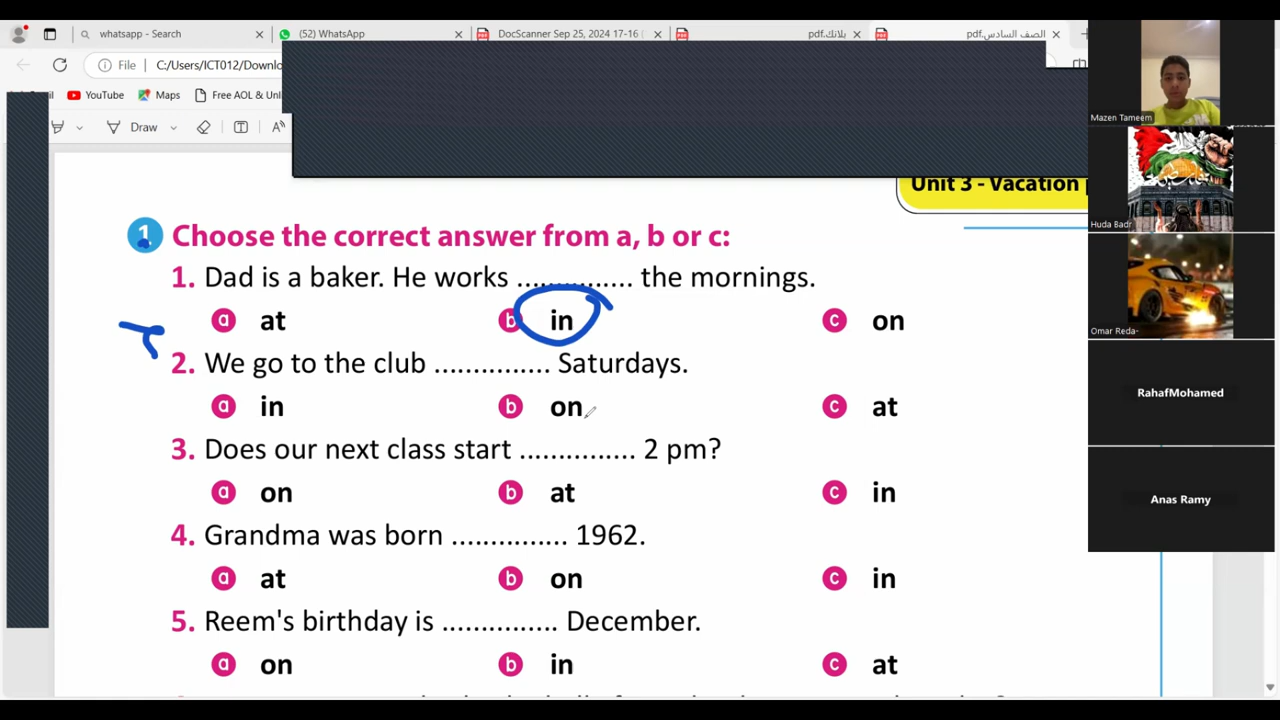 whatsapp - Search
(52) WhatsApp
DocScanner Sep 25, 2024 17-16
بلانك.pdf
الصف السادس.pdf
File
C:/Users/ICT012/Downlo
YouTube
Maps
Free AOL & Unl
Draw
Unit 3 - Vacation
1 Choose the correct answer from a, b or c:
1. Dad is a baker. He works .............. the mornings.
a at b in c on
2. We go to the club ............... Saturdays.
a in b on c at
3. Does our next class start ............... 2 pm?
a on b at c in
4. Grandma was born ............... 1962.
a at b on c in
5. Reem's birthday is ............... December.
a on b in c at
Mazen Tameem
Huda Badr
Omar Reda-
RahafMohamed
Anas Ramy